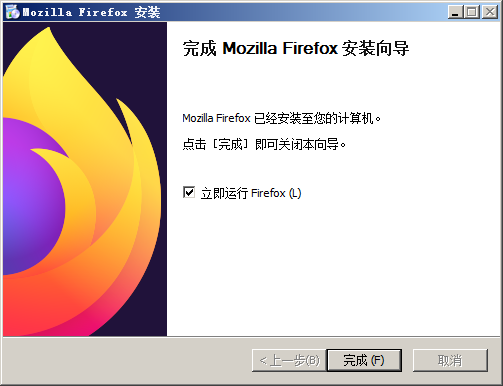 Mozilla Firefox 安装
完成 Mozilla Firefox 安装向导
Mozilla Firefox 已经安装至您的计算机。
点击 [完成] 即可关闭本向导。
立即运行 Firefox (L)
< 上一步(B) 完成 (F) 取消